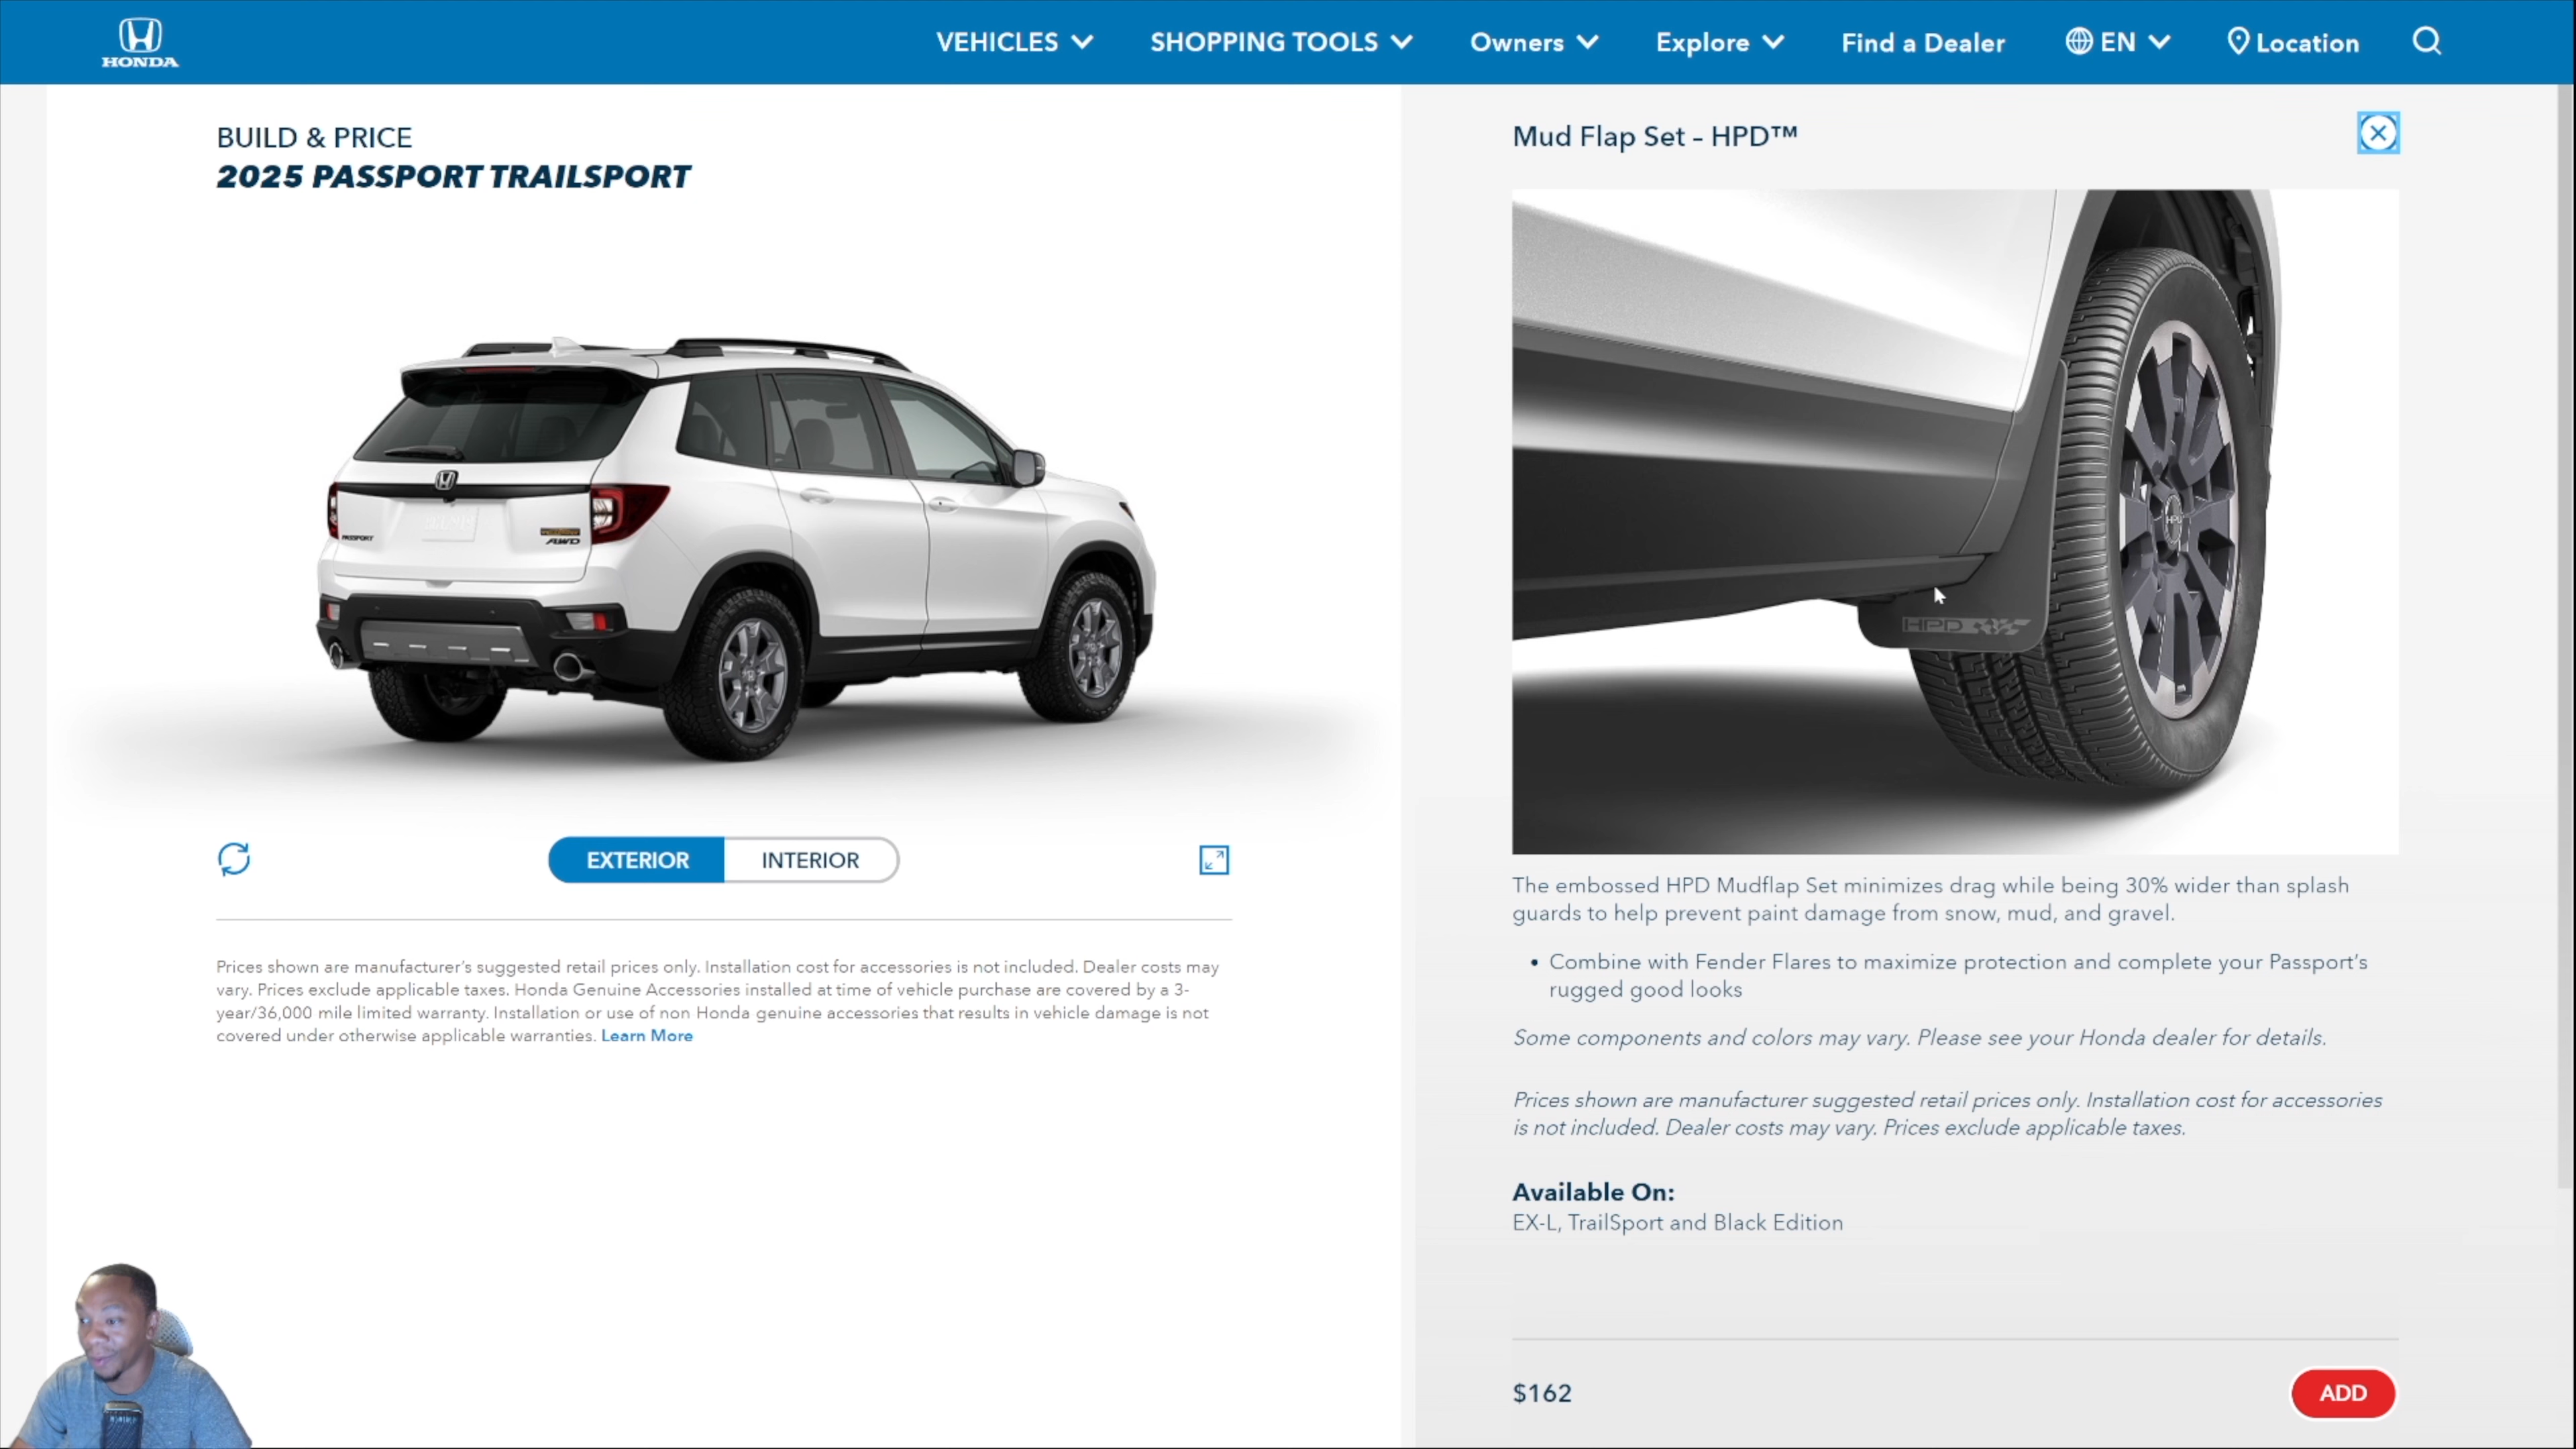 HONDA
VEHICLES
SHOPPING TOOLS
Owners
Explore
Find a Dealer
EN
Location
BUILD & PRICE
2025 PASSPORT TRAILSPORT
PASSPORT
AWD
EXTERIOR
INTERIOR
Prices shown are manufacturer's suggested retail prices only. Installation cost for accessories is not included. Dealer costs may
vary. Prices exclude applicable taxes. Honda Genuine Accessories installed at time of vehicle purchase are covered by a 3-
year/36,000 mile limited warranty. Installation or use of non Honda genuine accessories that results in vehicle damage is not
covered under otherwise applicable warranties. Learn More
Mud Flap Set – HPD™
HPD
HPD
The embossed HPD Mudflap Set minimizes drag while being 30% wider than splash
guards to help prevent paint damage from snow, mud, and gravel.
• Combine with Fender Flares to maximize protection and complete your Passport's
rugged good looks
Some components and colors may vary. Please see your Honda dealer for details.
Prices shown are manufacturer suggested retail prices only. Installation cost for accessories
is not included. Dealer costs may vary. Prices exclude applicable taxes.
Available On:
EX-L, TrailSport and Black Edition
$162
ADD